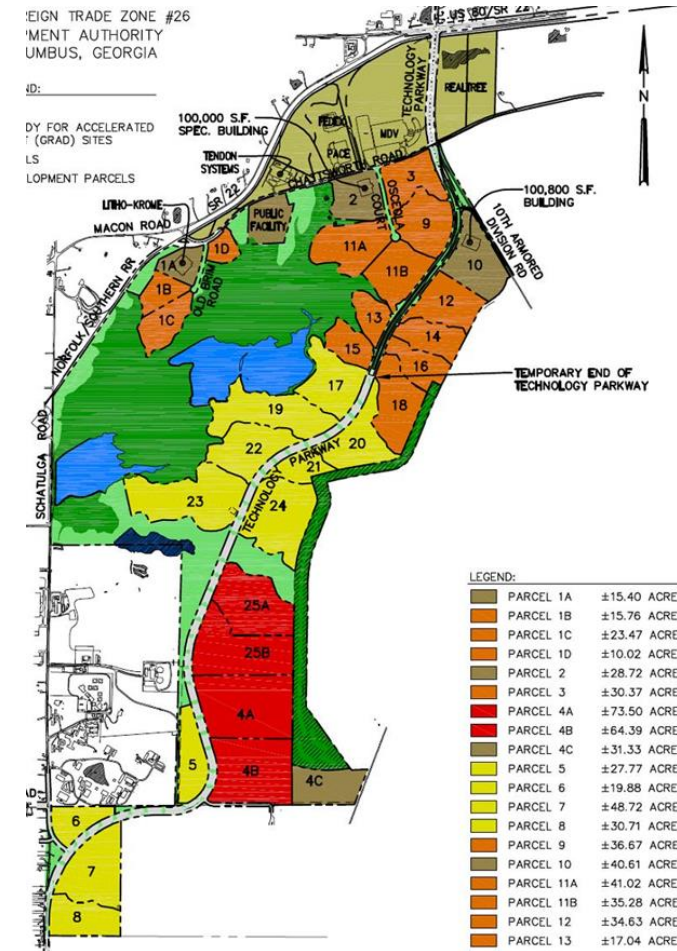 EIGN TRADE ZONE #26
MENT AUTHORITY
UMBUS, GEORGIA
ND:
DY FOR ACCELERATED
(GRAD) SITES
LS
LOPMENT PARCELS
US 80/SR 22
TECHNOLOGY
PARKWAY
REALTREE
N
100,000 S.F.
SPEC. BUILDING
FEDEX
MDV
PACE
TENDON
SYSTEMS
CHATTSWORTH ROAD
LITHO-KROME
SR 22
MACON ROAD
PUBLIC
FACILITY
2
OSCEOLA
COURT
3
9
100,800 S.F.
BUILDING
10TH ARMORED
DIVISION RD
10
1A
1D
1B
1C
OLD BRIM
ROAD
NORFOLK/SOUTHERN RR
11A
11B
12
13
14
15
16
17
18
TEMPORARY END OF
TECHNOLOGY PARKWAY
19
20
21
22
23
24
TECHNOLOGY PARKWAY
SCHATULGA ROAD
25A
25B
4A
4B
4C
5
6
7
8
LEGEND:
PARCEL 1A ±15.40 ACRE
PARCEL 1B ±15.76 ACRE
PARCEL 1C ±23.47 ACRE
PARCEL 1D ±10.02 ACRE
PARCEL 2 ±28.72 ACRE
PARCEL 3 ±30.37 ACRE
PARCEL 4A ±73.50 ACRE
PARCEL 4B ±64.39 ACRE
PARCEL 4C ±31.33 ACRE
PARCEL 5 ±27.77 ACRE
PARCEL 6 ±19.88 ACRE
PARCEL 7 ±48.72 ACRE
PARCEL 8 ±30.71 ACRE
PARCEL 9 ±36.67 ACRE
PARCEL 10 ±40.61 ACRE
PARCEL 11A ±41.02 ACRE
PARCEL 11B ±35.28 ACRE
PARCEL 12 ±34.63 ACRE
PARCEL 13 ±17.04 ACRE